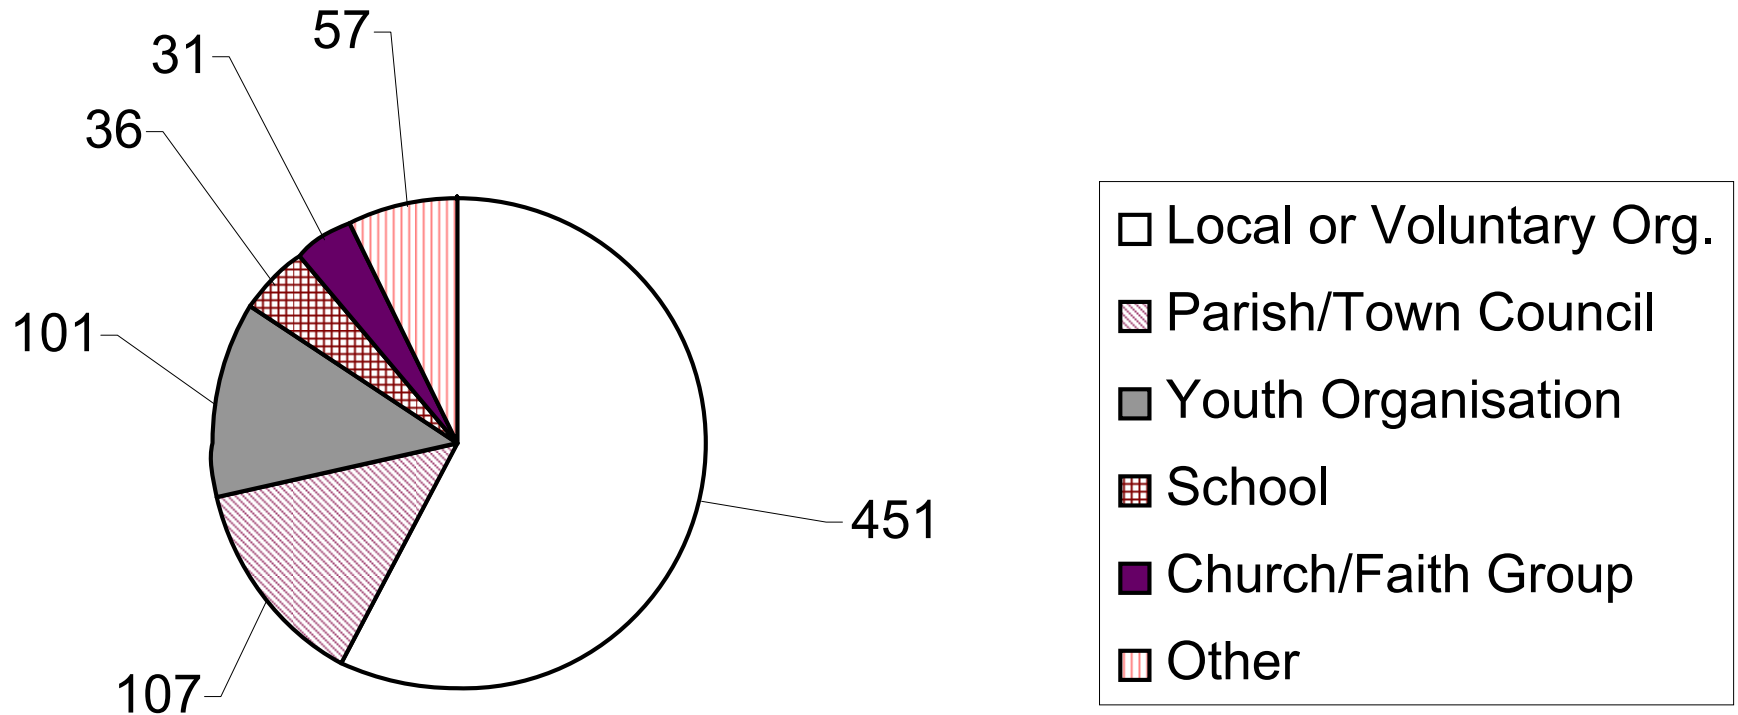 57
31
36
101
451
107
Local or Voluntary Org.
Parish/Town Council
Youth Organisation
School
Church/Faith Group
Other